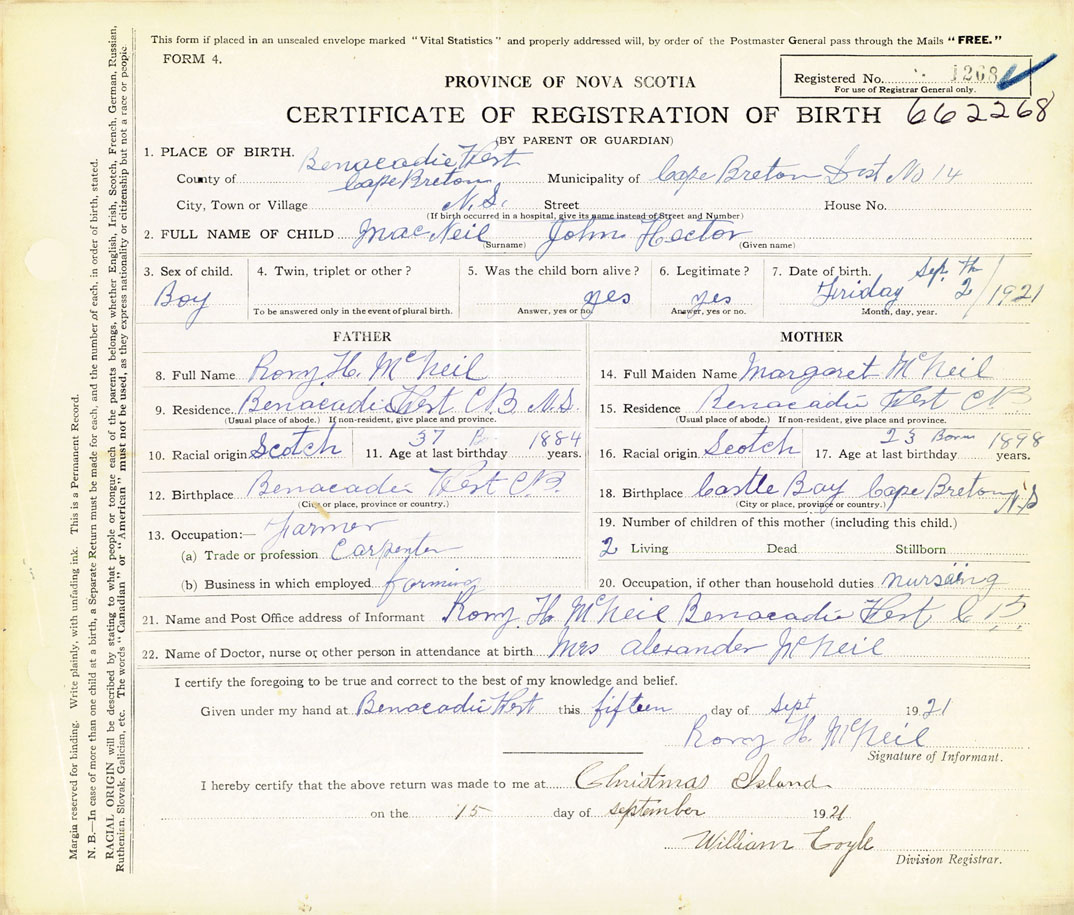 This form if placed in an unsealed envelope marked "Vital Statistics" and properly addressed will, by order of the Postmaster General pass through the Mails "FREE."
FORM 4.
PROVINCE OF NOVA SCOTIA
Registered No. 1268
For use of Registrar General only.
CERTIFICATE OF REGISTRATION OF BIRTH 662268
(BY PARENT OR GUARDIAN)
1. PLACE OF BIRTH. Benacadie West
County of Cape Breton Municipality of Cape Breton Dist No 14
City, Town or Village N.S. Street House No.
(If birth occurred in a hospital, give its name instead of Street and Number)
2. FULL NAME OF CHILD MacNeil John Hector
(Surname) (Given name)
3. Sex of child. 4. Twin, triplet or other? 5. Was the child born alive? 6. Legitimate? 7. Date of birth. Sep. Th
Boy yes yes Friday 2/1921
To be answered only in the event of plural birth. Answer, yes or no. Answer, yes or no. Month, day, year.
FATHER
8. Full Name Rory H. McNeil
9. Residence Benacadie West C.B. N.S.
(Usual place of abode.) If non-resident, give place and province.
10. Racial origin Scotch 11. Age at last birthday 37 B 1884 years.
12. Birthplace Benacadie West C.B.
(City or place, province or country.)
13. Occupation:— Farmer
(a) Trade or profession Carpenter
(b) Business in which employed farming
MOTHER
14. Full Maiden Name Margaret McNeil
15. Residence Benacadie West CB
(Usual place of abode.) If non-resident, give place and province.
16. Racial origin Scotch 17. Age at last birthday 23 Born 1898 years.
18. Birthplace Castle Bay Cape Breton N.S
(City or place, province or country.)
19. Number of children of this mother (including this child.)
2 Living Dead Stillborn
20. Occupation, if other than household duties nursing
21. Name and Post Office address of Informant Rory H. McNeil Benacadie West C B.
22. Name of Doctor, nurse or other person in attendance at birth Mrs Alexander McNeil
I certify the foregoing to be true and correct to the best of my knowledge and belief.
Given under my hand at Benacadie West this fifteen day of Sept 1921
Rory H. McNeil
Signature of Informant.
I hereby certify that the above return was made to me at Christmas Island
on the 15 day of September 1921
William Coyle
Division Registrar.
Margin reserved for binding. Write plainly, with unfading ink. This is a Permanent Record.
N. B.—In case of more than one child at a birth, a Separate Return must be made for each, and the number of each, in order of birth, stated.
RACIAL ORIGIN will be described by stating to what people or tongue each of the parents belongs, whether English, Irish, Scotch, French, German, Russian,
Ruthenian, Slovak, Galician, etc. The words "Canadian" or "American" must not be used, as they express nationality or citizenship but not a race or people